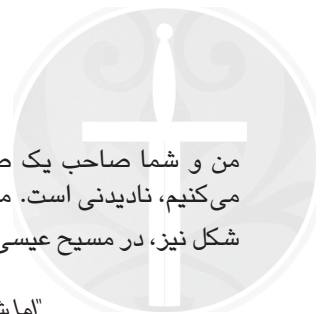 من و شما صاحب یک
می‌کنیم، نادیدنی است.
شکل نیز، در مسیح عیسی
"اما